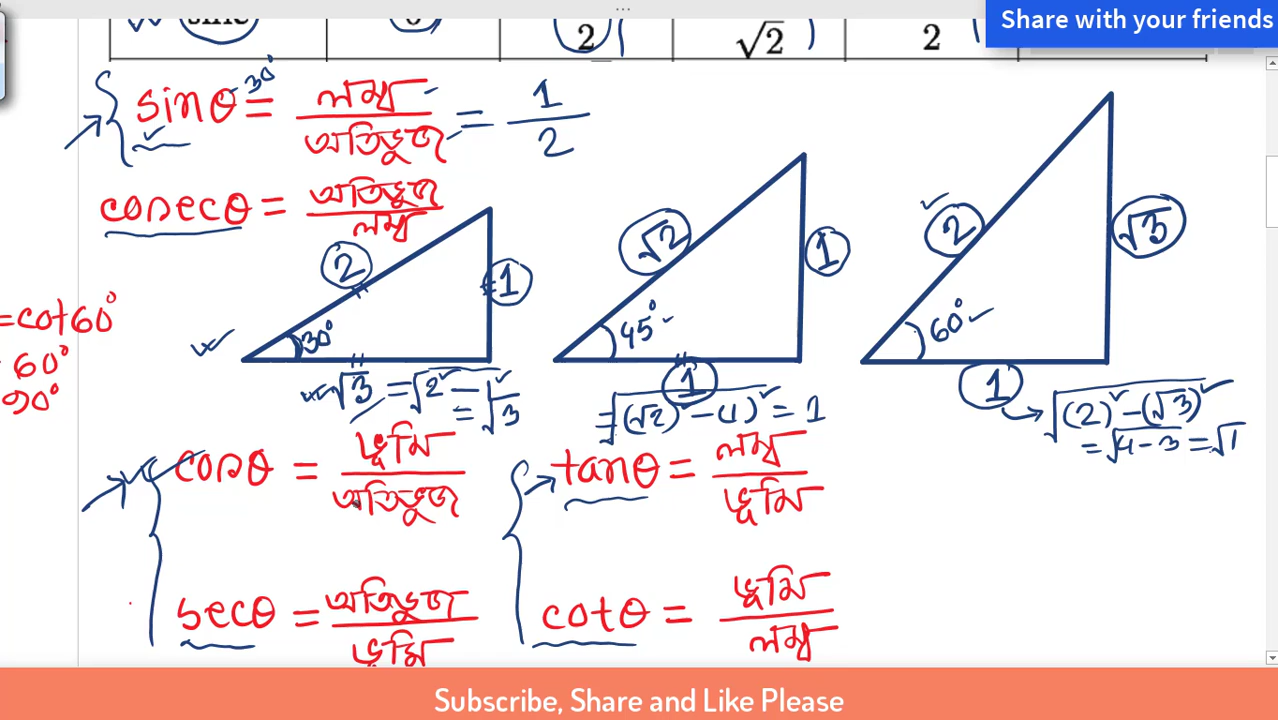 Share with your friends
sinθ 0 2 √2 2
sinθ 30° = লম্ব / অতিভুজ = 1 / 2
cosecθ = অতিভুজ / লম্ব
2 1 30° √3 = √2² - 1² = √3
√2 1 45° 1 = √(√2)² - (1)² = 1
2 √3 60° 1 → √(2)² - (√3)² = √4-3 = √1
=cot60°
60°
90°
cosθ = ভূমি / অতিভুজ
tanθ = লম্ব / ভূমি
secθ = অতিভুজ / ভূমি
cotθ = ভূমি / লম্ব
Subscribe, Share and Like Please